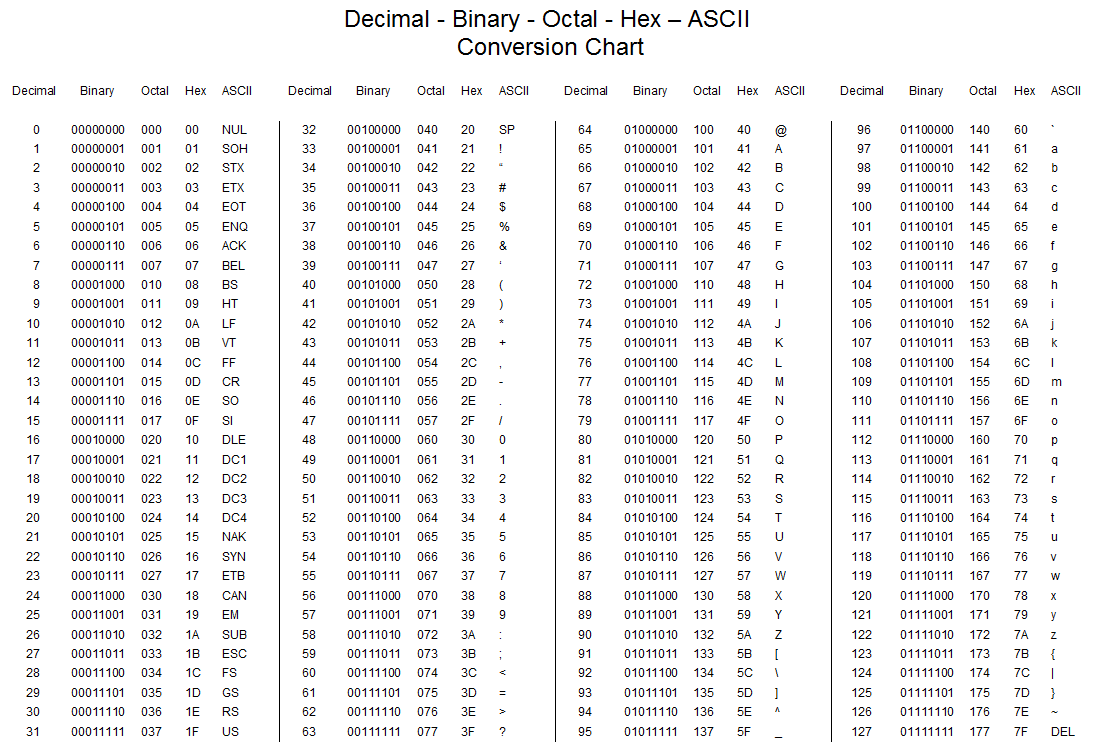 Decimal - Binary - Octal - Hex – ASCII
Conversion Chart
Decimal Binary Octal Hex ASCII Decimal Binary Octal Hex ASCII Decimal Binary Octal Hex ASCII Decimal Binary Octal Hex ASCII
0 00000000 000 00 NUL 32 00100000 040 20 SP 64 01000000 100 40 @ 96 01100000 140 60 `
1 00000001 001 01 SOH 33 00100001 041 21 ! 65 01000001 101 41 A 97 01100001 141 61 a
2 00000010 002 02 STX 34 00100010 042 22 “ 66 01000010 102 42 B 98 01100010 142 62 b
3 00000011 003 03 ETX 35 00100011 043 23 # 67 01000011 103 43 C 99 01100011 143 63 c
4 00000100 004 04 EOT 36 00100100 044 24 $ 68 01000100 104 44 D 100 01100100 144 64 d
5 00000101 005 05 ENQ 37 00100101 045 25 % 69 01000101 105 45 E 101 01100101 145 65 e
6 00000110 006 06 ACK 38 00100110 046 26 & 70 01000110 106 46 F 102 01100110 146 66 f
7 00000111 007 07 BEL 39 00100111 047 27 ‘ 71 01000111 107 47 G 103 01100111 147 67 g
8 00001000 010 08 BS 40 00101000 050 28 ( 72 01001000 110 48 H 104 01101000 150 68 h
9 00001001 011 09 HT 41 00101001 051 29 ) 73 01001001 111 49 I 105 01101001 151 69 i
10 00001010 012 0A LF 42 00101010 052 2A * 74 01001010 112 4A J 106 01101010 152 6A j
11 00001011 013 0B VT 43 00101011 053 2B + 75 01001011 113 4B K 107 01101011 153 6B k
12 00001100 014 0C FF 44 00101100 054 2C , 76 01001100 114 4C L 108 01101100 154 6C l
13 00001101 015 0D CR 45 00101101 055 2D - 77 01001101 115 4D M 109 01101101 155 6D m
14 00001110 016 0E SO 46 00101110 056 2E . 78 01001110 116 4E N 110 01101110 156 6E n
15 00001111 017 0F SI 47 00101111 057 2F / 79 01001111 117 4F O 111 01101111 157 6F o
16 00010000 020 10 DLE 48 00110000 060 30 0 80 01010000 120 50 P 112 01110000 160 70 p
17 00010001 021 11 DC1 49 00110001 061 31 1 81 01010001 121 51 Q 113 01110001 161 71 q
18 00010010 022 12 DC2 50 00110010 062 32 2 82 01010010 122 52 R 114 01110010 162 72 r
19 00010011 023 13 DC3 51 00110011 063 33 3 83 01010011 123 53 S 115 01110011 163 73 s
20 00010100 024 14 DC4 52 00110100 064 34 4 84 01010100 124 54 T 116 01110100 164 74 t
21 00010101 025 15 NAK 53 00110101 065 35 5 85 01010101 125 55 U 117 01110101 165 75 u
22 00010110 026 16 SYN 54 00110110 066 36 6 86 01010110 126 56 V 118 01110110 166 76 v
23 00010111 027 17 ETB 55 00110111 067 37 7 87 01010111 127 57 W 119 01110111 167 77 w
24 00011000 030 18 CAN 56 00111000 070 38 8 88 01011000 130 58 X 120 01111000 170 78 x
25 00011001 031 19 EM 57 00111001 071 39 9 89 01011001 131 59 Y 121 01111001 171 79 y
26 00011010 032 1A SUB 58 00111010 072 3A : 90 01011010 132 5A Z 122 01111010 172 7A z
27 00011011 033 1B ESC 59 00111011 073 3B ; 91 01011011 133 5B [ 123 01111011 173 7B {
28 00011100 034 1C FS 60 00111100 074 3C < 92 01011100 134 5C \ 124 01111100 174 7C |
29 00011101 035 1D GS 61 00111101 075 3D = 93 01011101 135 5D ] 125 01111101 175 7D }
30 00011110 036 1E RS 62 00111110 076 3E > 94 01011110 136 5E ^ 126 01111110 176 7E ~
31 00011111 037 1F US 63 00111111 077 3F ? 95 01011111 137 5F _ 127 01111111 177 7F DEL